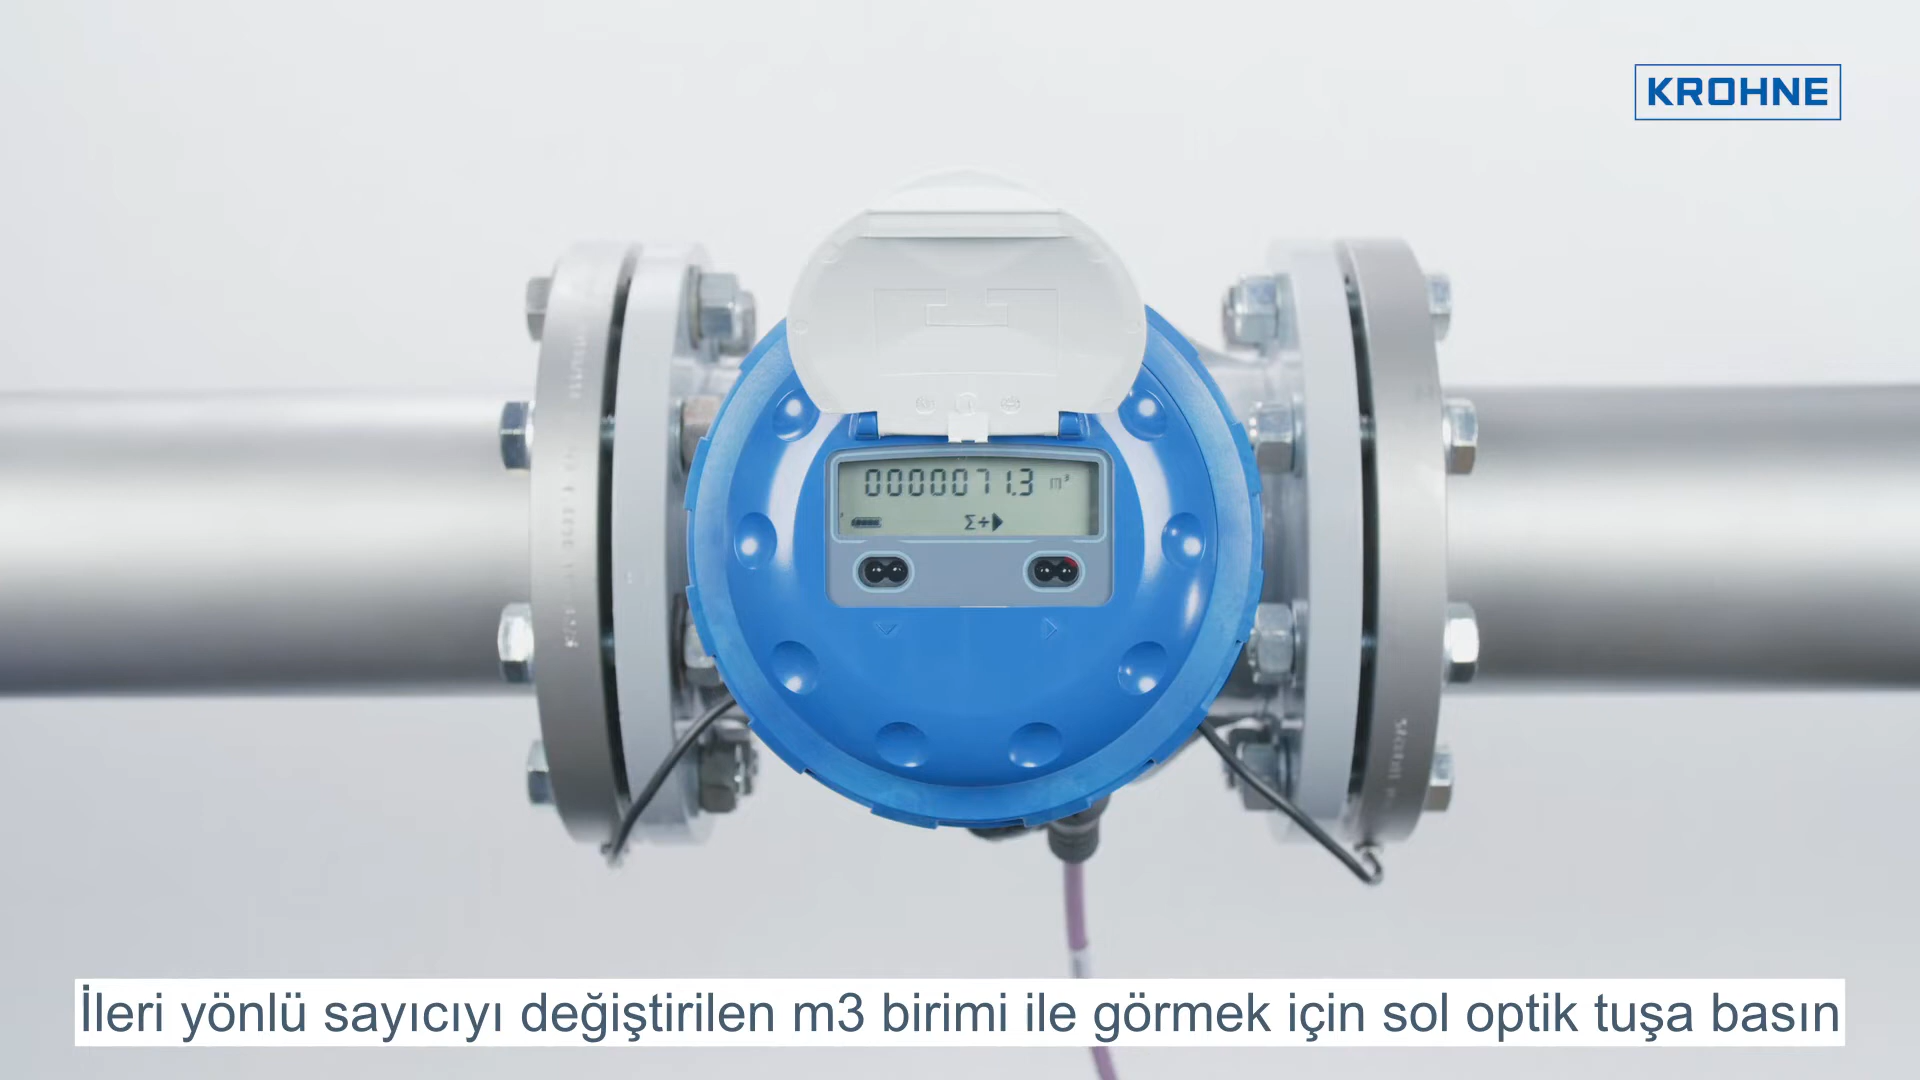 KROHNE
0000071.3 m³
Σ+▶
İleri yönlü sayıcıyı değiştirilen m3 birimi ile görmek için sol optik tuşa basın